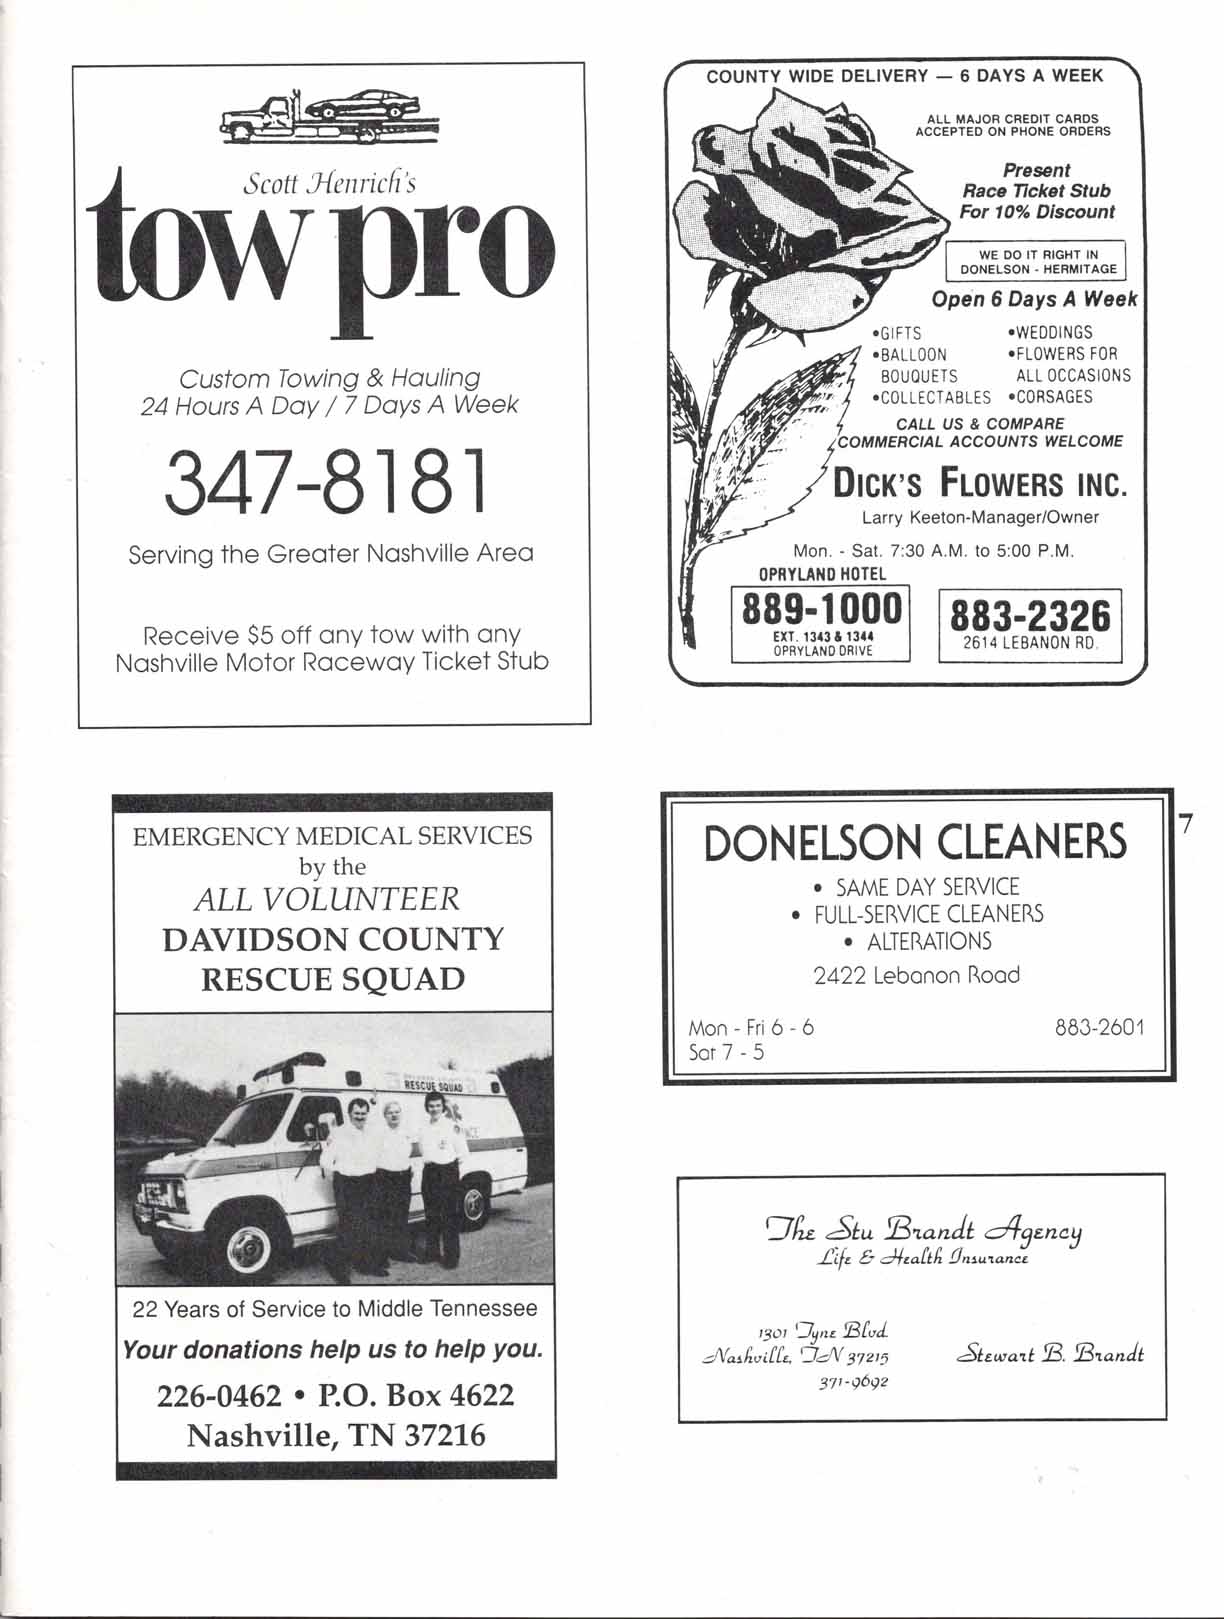 Scott Henrich's
tow pro
Custom Towing & Hauling
24 Hours A Day / 7 Days A Week
347-8181
Serving the Greater Nashville Area
Receive $5 off any tow with any
Nashville Motor Raceway Ticket Stub
COUNTY WIDE DELIVERY — 6 DAYS A WEEK
ALL MAJOR CREDIT CARDS
ACCEPTED ON PHONE ORDERS
Present
Race Ticket Stub
For 10% Discount
WE DO IT RIGHT IN
DONELSON - HERMITAGE
Open 6 Days A Week
•GIFTS •WEDDINGS
•BALLOON •FLOWERS FOR
BOUQUETS ALL OCCASIONS
•COLLECTABLES •CORSAGES
CALL US & COMPARE
COMMERCIAL ACCOUNTS WELCOME
DICK'S FLOWERS INC.
Larry Keeton-Manager/Owner
Mon. - Sat. 7:30 A.M. to 5:00 P.M.
OPRYLAND HOTEL
889-1000
EXT. 1343 & 1344
OPRYLAND DRIVE
883-2326
2614 LEBANON RD.
EMERGENCY MEDICAL SERVICES
by the
ALL VOLUNTEER
DAVIDSON COUNTY
RESCUE SQUAD
RESCUE SQUAD
22 Years of Service to Middle Tennessee
Your donations help us to help you.
226-0462 • P.O. Box 4622
Nashville, TN 37216
DONELSON CLEANERS
• SAME DAY SERVICE
• FULL-SERVICE CLEANERS
• ALTERATIONS
2422 Lebanon Road
Mon - Fri 6 - 6 883-2601
Sat 7 - 5
7
The Stu Brandt Agency
Life & Health Insurance
1301 Tyne Blvd.
Nashville, TN 37215 Stewart B. Brandt
371-9692